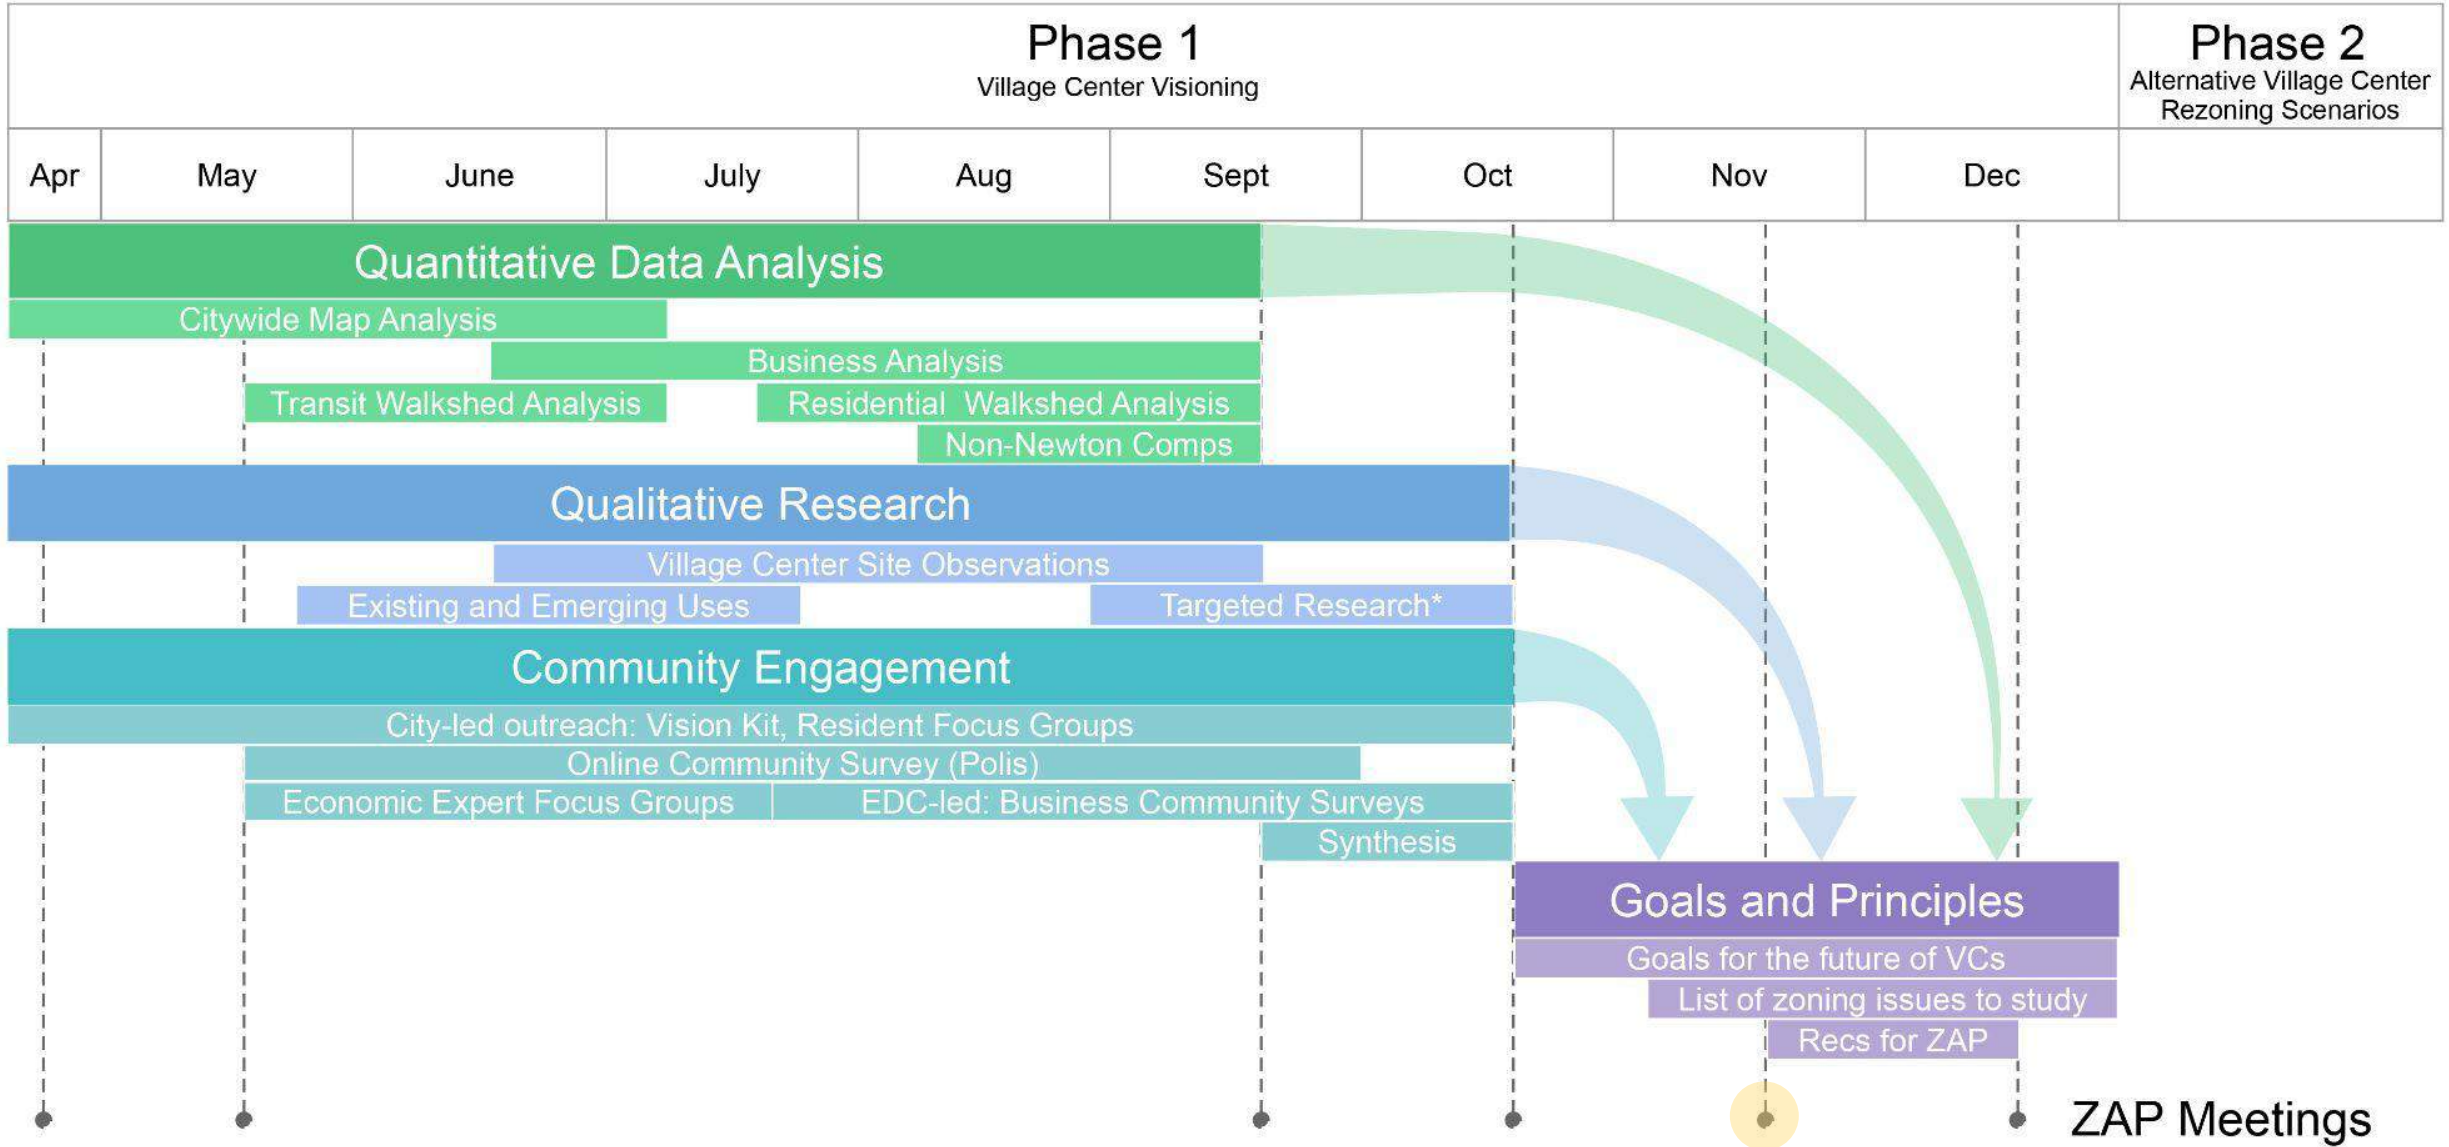 Phase 1
Village Center Visioning
Phase 2
Alternative Village Center
Rezoning Scenarios
Apr
May
June
July
Aug
Sept
Oct
Nov
Dec
Quantitative Data Analysis
Citywide Map Analysis
Business Analysis
Transit Walkshed Analysis
Residential Walkshed Analysis
Non-Newton Comps
Qualitative Research
Village Center Site Observations
Existing and Emerging Uses
Targeted Research*
Community Engagement
City-led outreach: Vision Kit, Resident Focus Groups
Online Community Survey (Polis)
Economic Expert Focus Groups
EDC-led: Business Community Surveys
Synthesis
Goals and Principles
Goals for the future of VCs
List of zoning issues to study
Recs for ZAP
ZAP Meetings